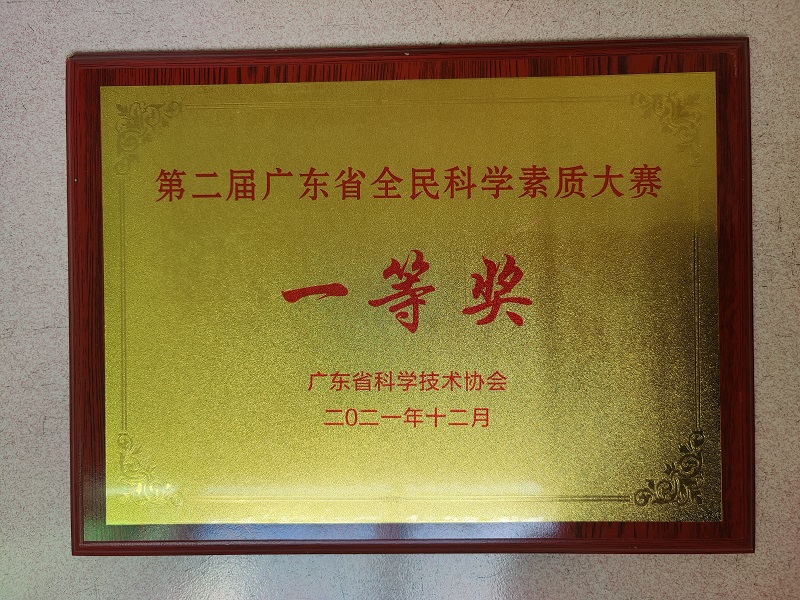 第二届广东省全民科学素质大赛
一等奖
广东省科学技术协会
二〇二一年十二月